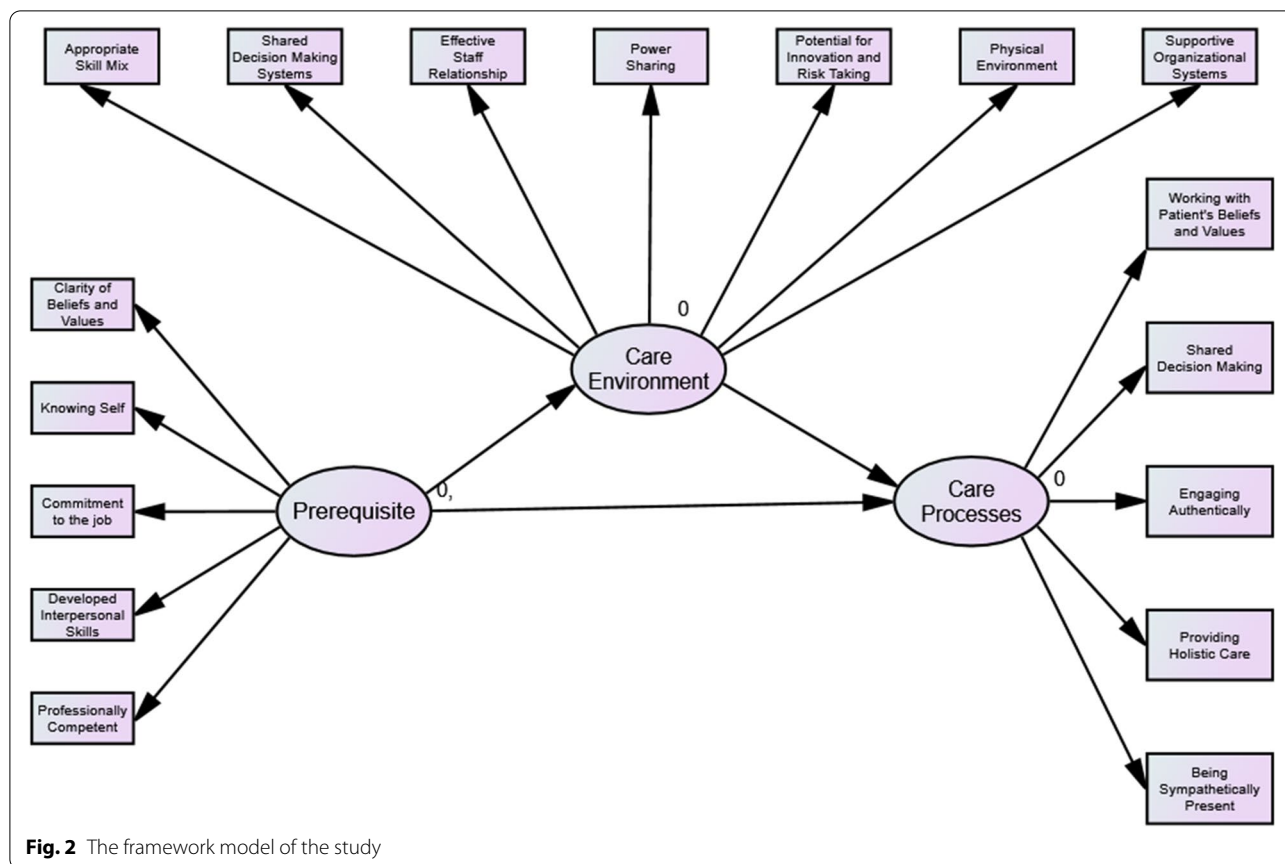 Appropriate
Skill Mix
Shared
Decision Making
Systems
Effective
Staff
Relationship
Power
Sharing
Potential for
Innovation and
Risk Taking
Physical
Environment
Supportive
Organizational
Systems
Working with
Patient's Beliefs
and Values
Clarity of
Beliefs and
Values
0
Care
Environment
Shared
Decision Making
Knowing Self
0,
Prerequisite
0
Care
Processes
Engaging
Authentically
Commitment
to the job
Developed
Interpersonal
Skills
Providing
Holistic Care
Professionally
Competent
Being
Sympathetically
Present
Fig. 2 The framework model of the study